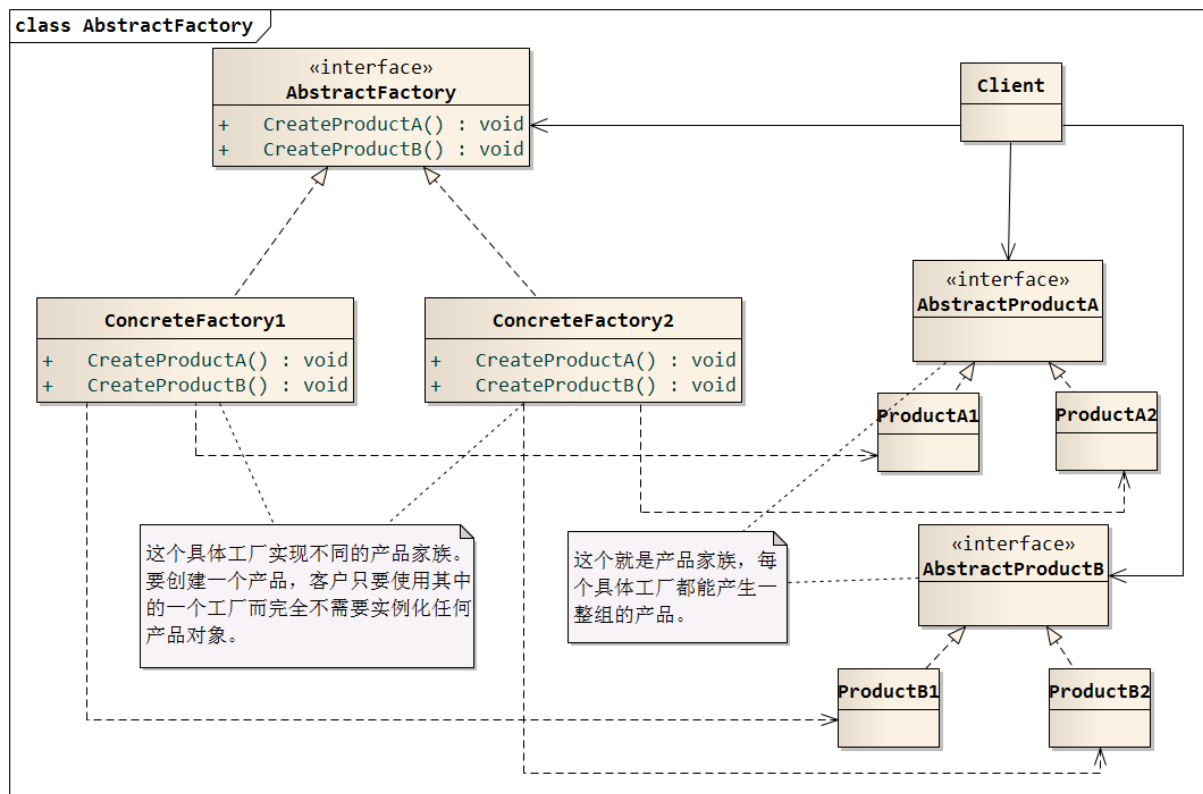 class AbstractFactory
«interface»
AbstractFactory
+ CreateProductA() : void
+ CreateProductB() : void
Client
«interface»
AbstractProductA
ConcreteFactory1
+ CreateProductA() : void
+ CreateProductB() : void
ConcreteFactory2
+ CreateProductA() : void
+ CreateProductB() : void
ProductA1
ProductA2
这个具体工厂实现不同的产品家族。
要创建一个产品，客户只要使用其中
的一个工厂而完全不需要实例化任何
产品对象。
这个就是产品家族，每
个具体工厂都能产生一
整组的产品。
«interface»
AbstractProductB
ProductB1
ProductB2